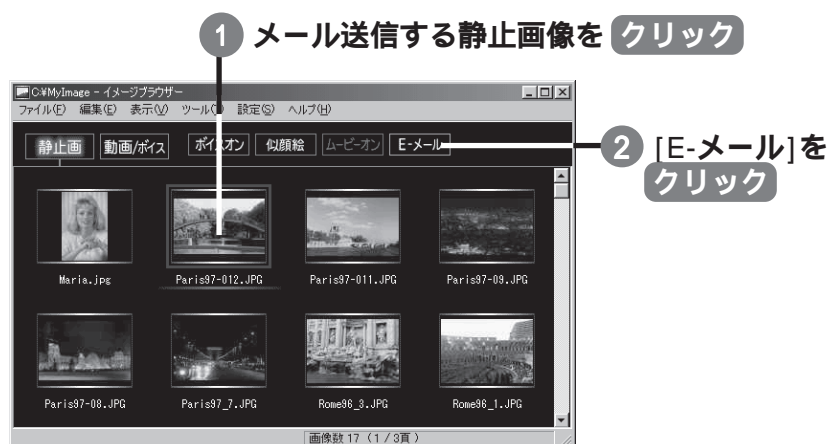 1 メール送信する静止画像を クリック
C:¥MyImage - イメージブラウザー
ファイル(F) 編集(E) 表示(V) ツール( 設定(S) ヘルプ(H)
静止画 動画/ボイス ボイスオン 似顔絵 ムービーオン E-メール
2 [E-メール]を
クリック
Maria.jpg Paris97-012.JPG Paris97-011.JPG Paris97-09.JPG
Paris97-08.JPG Paris97_7.JPG Rome96_3.JPG Rome96_1.JPG
画像数 17 (1/3頁)